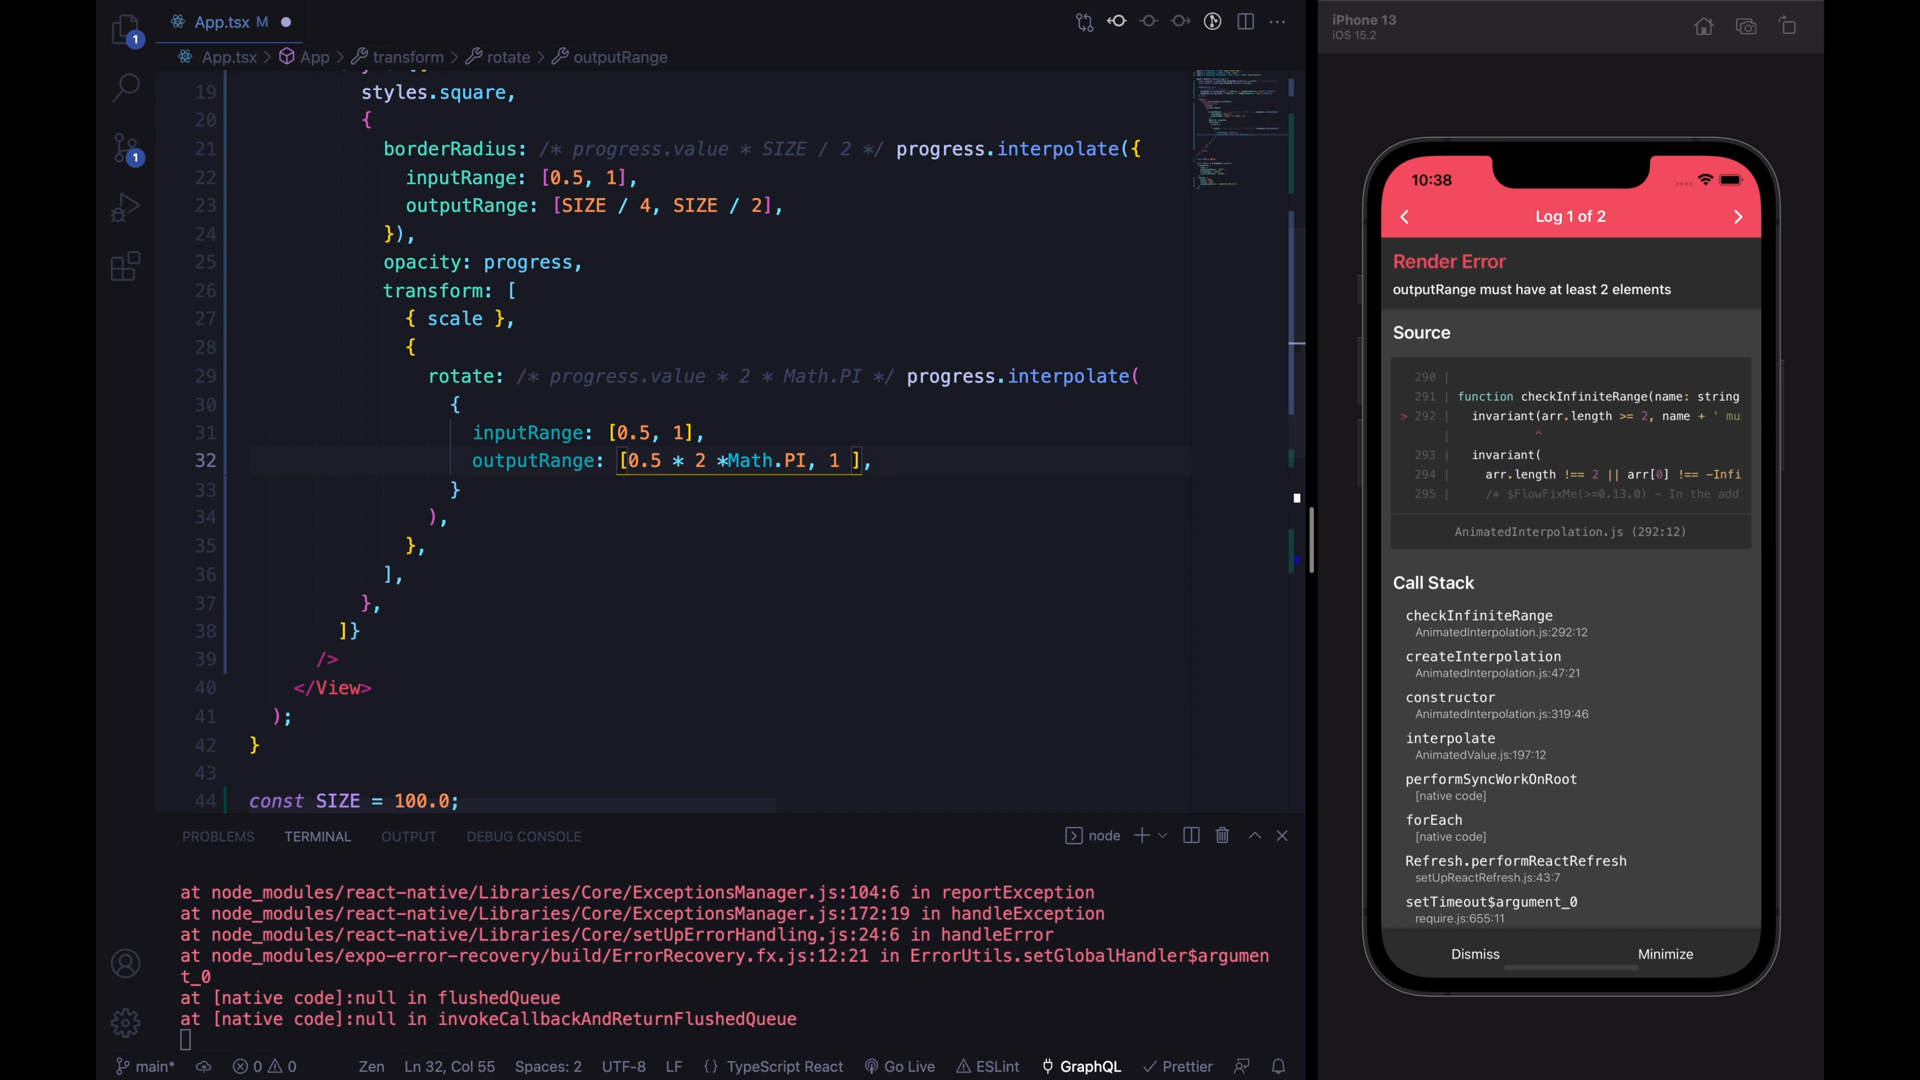 App.tsx M
App.tsx > App > transform > rotate > outputRange
1
1
19 styles.square,
20 {
21 borderRadius: /* progress.value * SIZE / 2 */ progress.interpolate({
22 inputRange: [0.5, 1],
23 outputRange: [SIZE / 4, SIZE / 2],
24 }),
25 opacity: progress,
26 transform: [
27 { scale },
28 {
29 rotate: /* progress.value * 2 * Math.PI */ progress.interpolate(
30 {
31 inputRange: [0.5, 1],
32 outputRange: [0.5 * 2 *Math.PI, 1 ],
33 }
34 ),
35 },
36 ],
37 },
38 ]}
39 />
40 </View>
41 );
42 }
43
44 const SIZE = 100.0;
PROBLEMS TERMINAL OUTPUT DEBUG CONSOLE node
at node_modules/react-native/Libraries/Core/ExceptionsManager.js:104:6 in reportException
at node_modules/react-native/Libraries/Core/ExceptionsManager.js:172:19 in handleException
at node_modules/react-native/Libraries/Core/setUpErrorHandling.js:24:6 in handleError
at node_modules/expo-error-recovery/build/ErrorRecovery.fx.js:12:21 in ErrorUtils.setGlobalHandler$argumen
t_0
at [native code]:null in flushedQueue
at [native code]:null in invokeCallbackAndReturnFlushedQueue
main* 0 0 Zen Ln 32, Col 55 Spaces: 2 UTF-8 LF {} TypeScript React Go Live ESLint GraphQL Prettier
iPhone 13
iOS 15.2
10:38
Log 1 of 2
Render Error
outputRange must have at least 2 elements
Source
290 |
291 | function checkInfiniteRange(name: string
> 292 | invariant(arr.length >= 2, name + ' mu
| ^
293 | invariant(
294 | arr.length !== 2 || arr[0] !== -Infi
295 | /* $FlowFixMe(>=0.13.0) - In the add
AnimatedInterpolation.js (292:12)
Call Stack
checkInfiniteRange
AnimatedInterpolation.js:292:12
createInterpolation
AnimatedInterpolation.js:47:21
constructor
AnimatedInterpolation.js:319:46
interpolate
AnimatedValue.js:197:12
performSyncWorkOnRoot
[native code]
forEach
[native code]
Refresh.performReactRefresh
setUpReactRefresh.js:43:7
setTimeout$argument_0
require.js:655:11
Dismiss Minimize